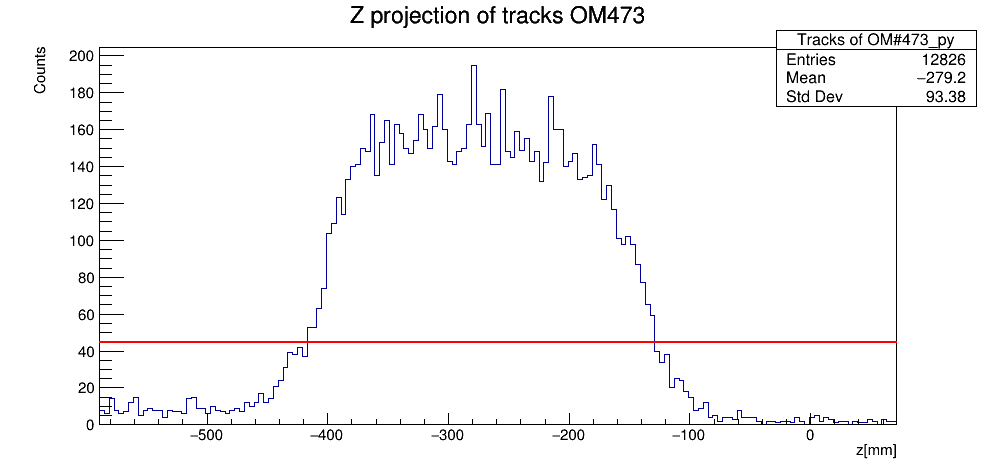 Z projection of tracks OM473
Tracks of OM#473_py
Entries 12826
Mean −279.2
Std Dev 93.38
Counts
200
180
160
140
120
100
80
60
40
20
0
−500 −400 −300 −200 −100 0
z[mm]